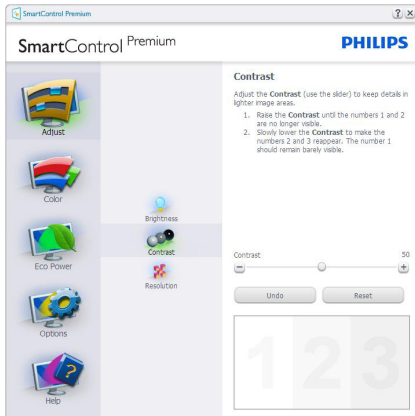 SmartControl Premium
SmartControl Premium
PHILIPS
Adjust
Color
Eco Power
Options
Help
Brightness
Contrast
Resolution
Contrast
Adjust the Contrast (use the slider) to keep details in
lighter image areas.
1. Raise the Contrast until the numbers 1 and 2
are no longer visible.
2. Slowly lower the Contrast to make the
numbers 2 and 3 reappear. The number 1
should remain barely visible.
Contrast 50
Undo Reset
1 2 3